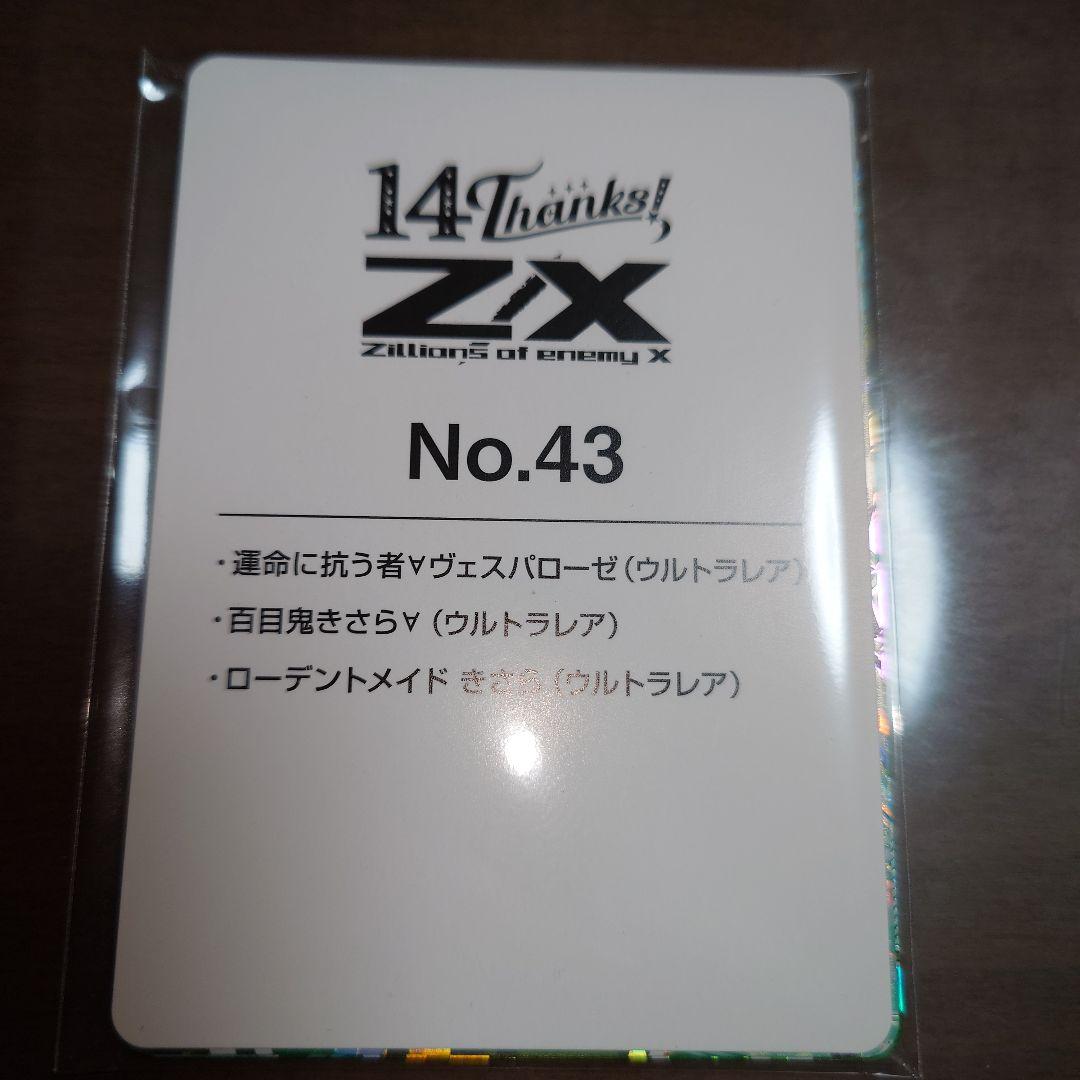 14 Thanks!
Z/X
Zillions of enemy X
No.43
・運命に抗う者∀ヴェスパローゼ(ウルトラレア)
・百目鬼きさら∀(ウルトラレア)
・ローデントメイド きさら(ウルトラレア)